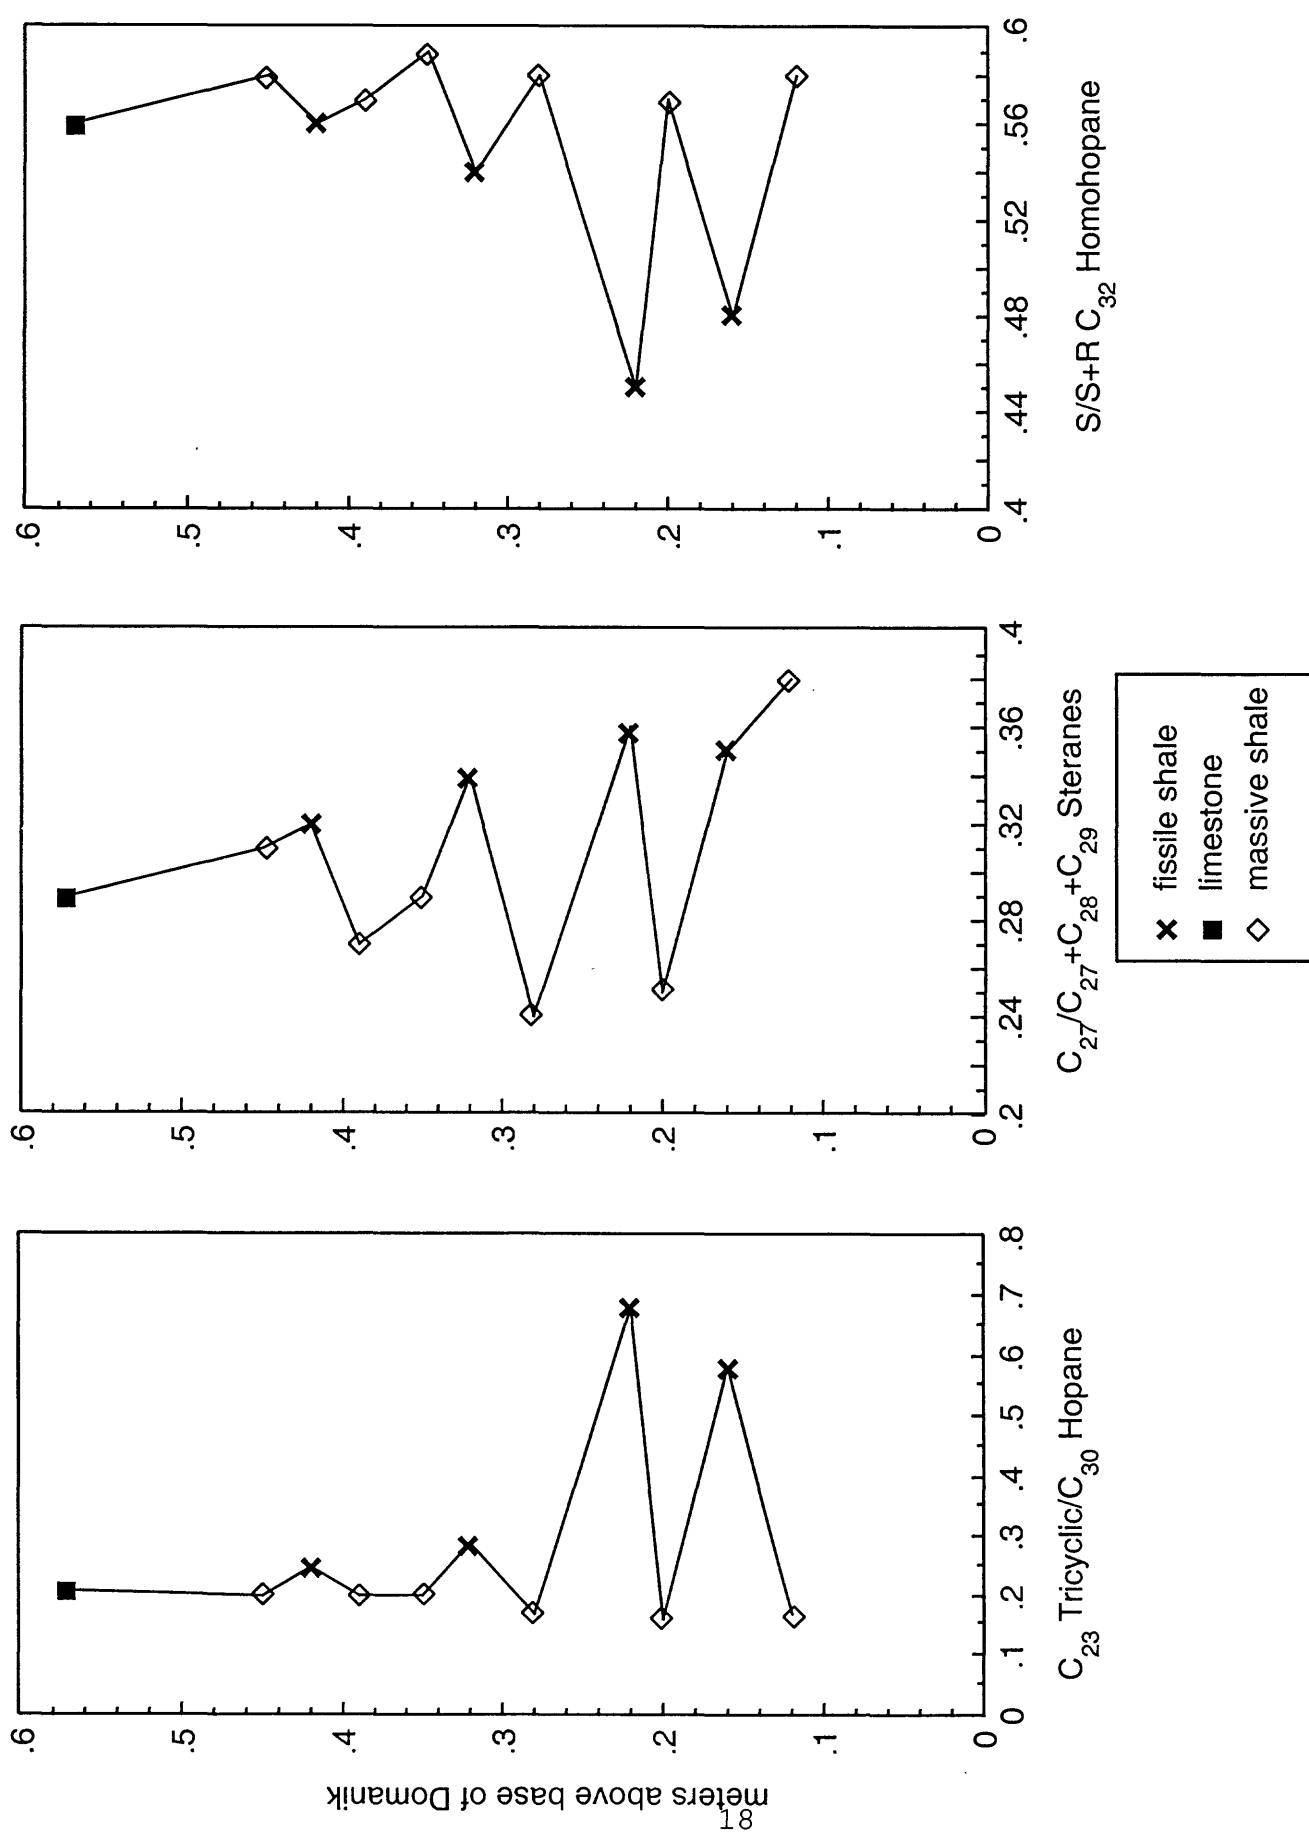 meters above base of Domanik
.6
.5
.4
.3
.2
.1
0
0 .1 .2 .3 .4 .5 .6 .7 .8
C23 Tricyclic/C30 Hopane
.6
.5
.4
.3
.2
.1
0
.2 .24 .28 .32 .36 .4
C27/C27+C28+C29 Steranes
.6
.5
.4
.3
.2
.1
0
.4 .44 .48 .52 .56 .6
S/S+R C32 Homohopane
fissile shale
limestone
massive shale
18